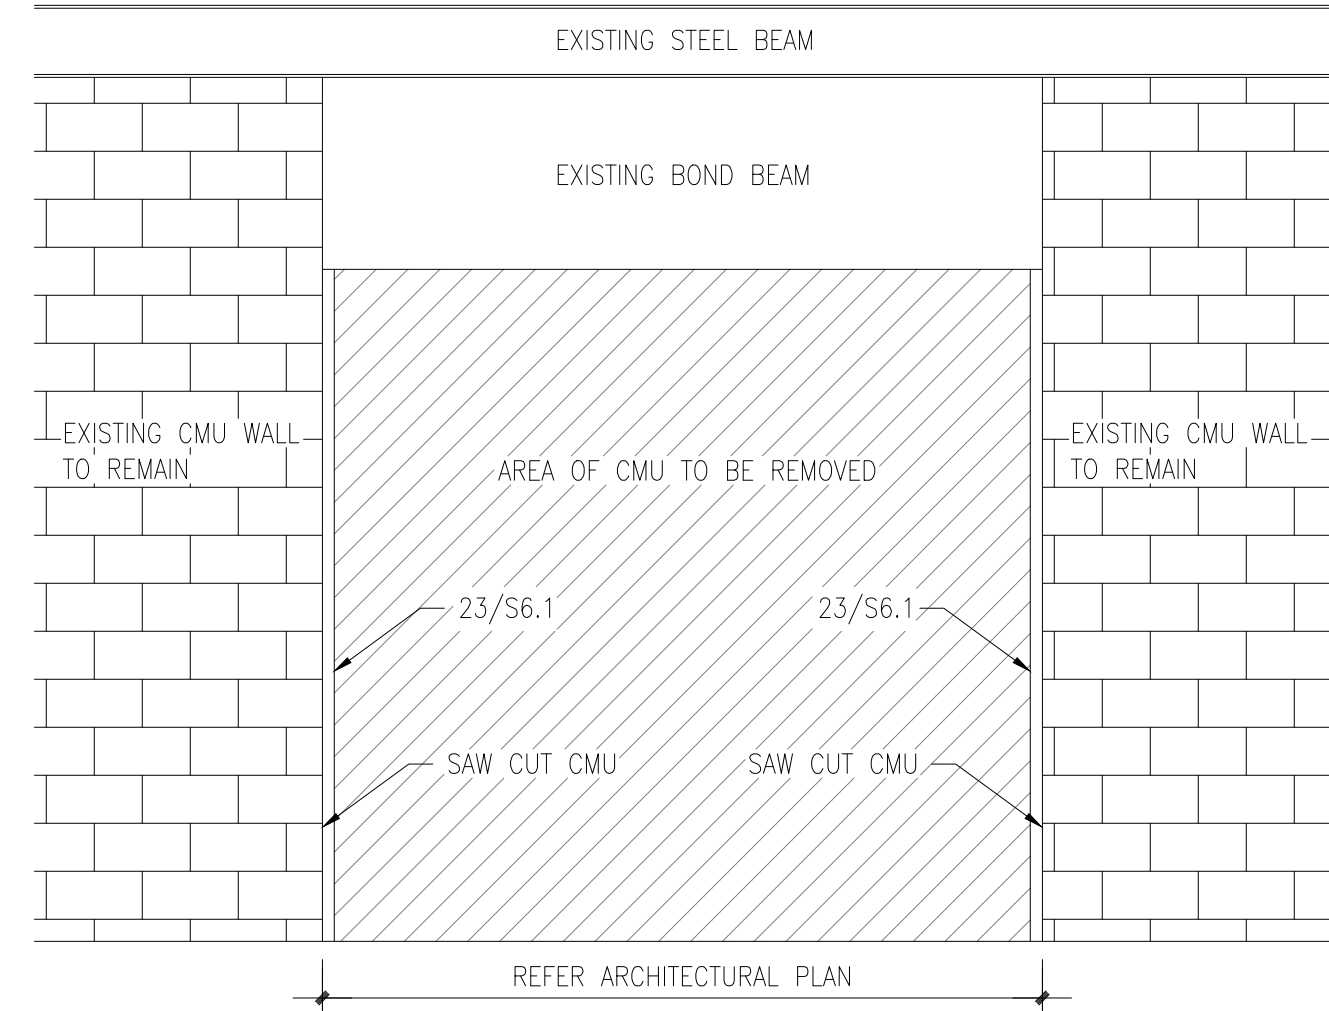 EXISTING STEEL BEAM
EXISTING BOND BEAM
EXISTING CMU WALL
TO REMAIN
AREA OF CMU TO BE REMOVED
EXISTING CMU WALL
TO REMAIN
23/S6.1
23/S6.1
SAW CUT CMU
SAW CUT CMU
REFER ARCHITECTURAL PLAN